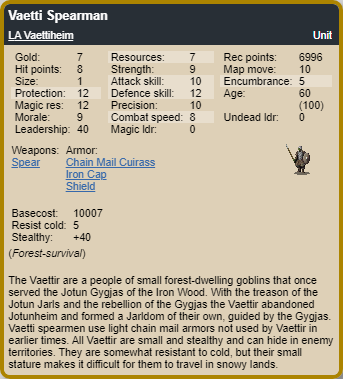 Vaetti Spearman
LA Vaettiheim Unit
Gold: 7 Resources: 7 Rec points: 6996
Hit points: 8 Strength: 9 Map move: 10
Size: 1 Attack skill: 10 Encumbrance: 5
Protection: 12 Defence skill: 12 Age: 60
Magic res: 12 Precision: 10 (100)
Morale: 9 Combat speed: 8 Undead ldr: 0
Leadership: 40 Magic ldr: 0
Weapons: Armor:
Spear Chain Mail Cuirass
Iron Cap
Shield
Basecost: 10007
Resist cold: 5
Stealthy: +40
(Forest-survival)
The Vaettir are a people of small forest-dwelling goblins that once
served the Jotun Gygjas of the Iron Wood. With the treason of the
Jotun Jarls and the rebellion of the Gygjas the Vaettir abandoned
Jotunheim and formed a Jarldom of their own, guided by the Gygjas.
Vaetti spearmen use light chain mail armors not used by Vaettir in
earlier times. All Vaettir are small and stealthy and can hide in enemy
territories. They are somewhat resistant to cold, but their small
stature makes it difficult for them to travel in snowy lands.